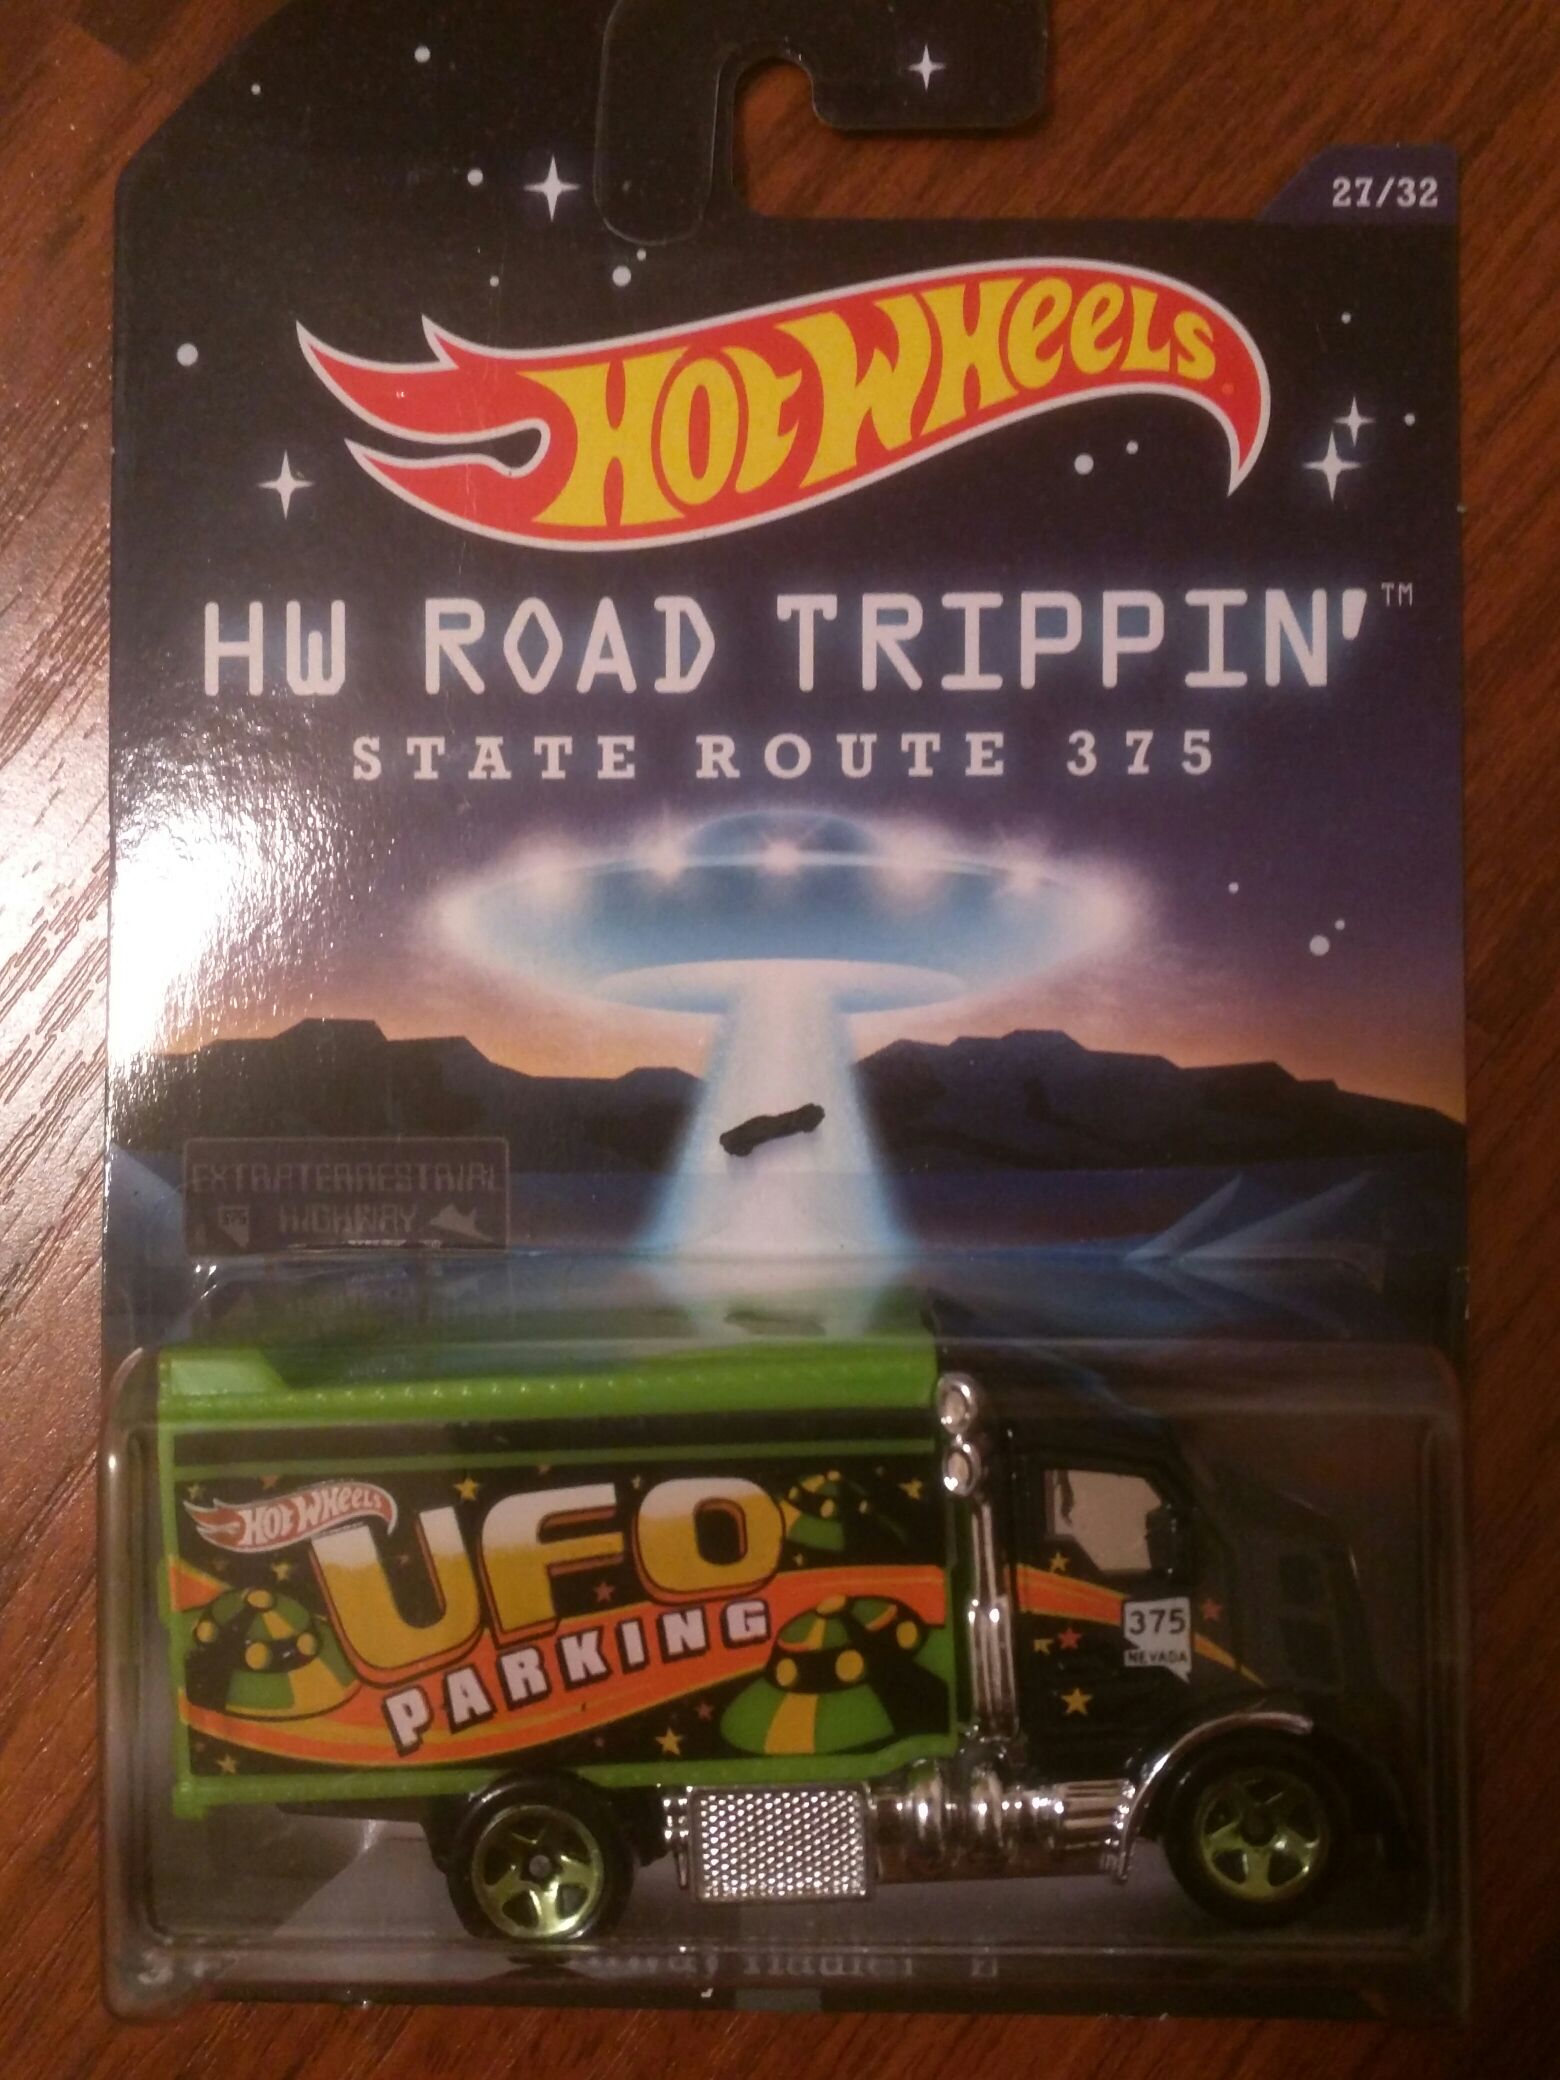 27/32
HOT WHEELS
HW ROAD TRIPPIN'™
STATE ROUTE 375
EXTRATERRESTRIAL
375 HIGHWAY
HOT WHEELS
UFO
PARKING
375
NEVADA